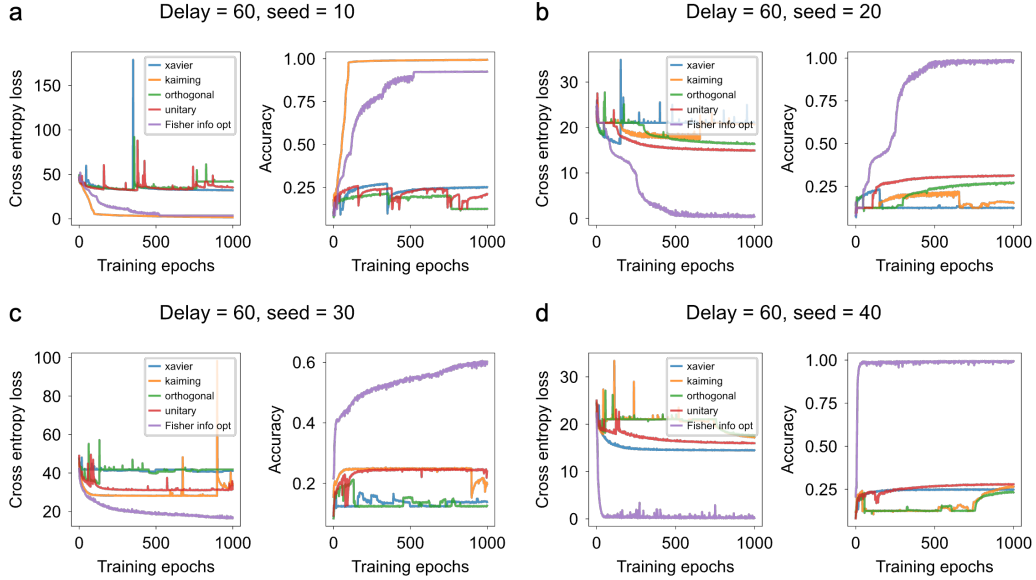 a
Delay = 60, seed = 10
Cross entropy loss
150
100
50
0
xavier
kaiming
orthogonal
unitary
Fisher info opt
0
500
1000
Training epochs
Accuracy
1.00
0.75
0.50
0.25
0
500
1000
Training epochs
b
Delay = 60, seed = 20
Cross entropy loss
30
20
10
0
xavier
kaiming
orthogonal
unitary
Fisher info opt
0
500
1000
Training epochs
Accuracy
1.00
0.75
0.50
0.25
0
500
1000
Training epochs
c
Delay = 60, seed = 30
Cross entropy loss
100
80
60
40
20
xavier
kaiming
orthogonal
unitary
Fisher info opt
0
500
1000
Training epochs
Accuracy
0.6
0.4
0.2
0
500
1000
Training epochs
d
Delay = 60, seed = 40
Cross entropy loss
30
20
10
0
xavier
kaiming
orthogonal
unitary
Fisher info opt
0
500
1000
Training epochs
Accuracy
1.00
0.75
0.50
0.25
0
500
1000
Training epochs